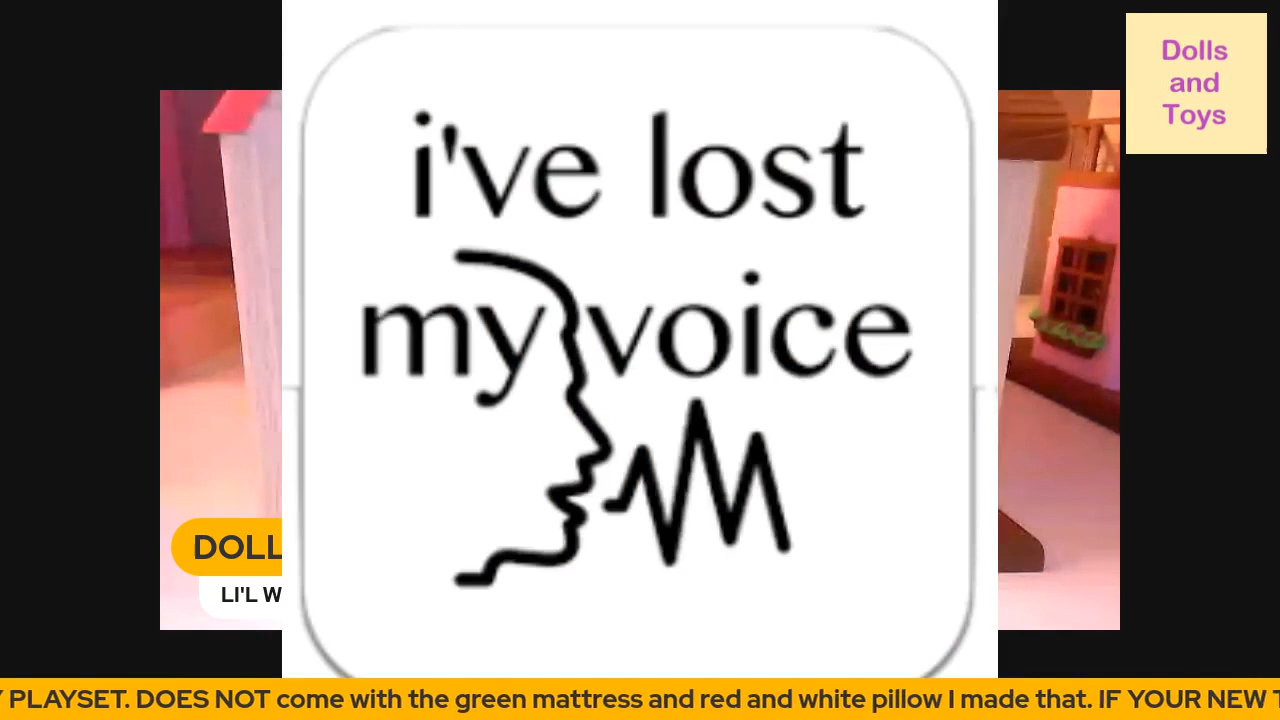 Dolls
and
Toys
i've lost
my voice
DOLL
LI'L W
PLAYSET. DOES NOT come with the green mattress and red and white pillow I made that. IF YOUR NEW